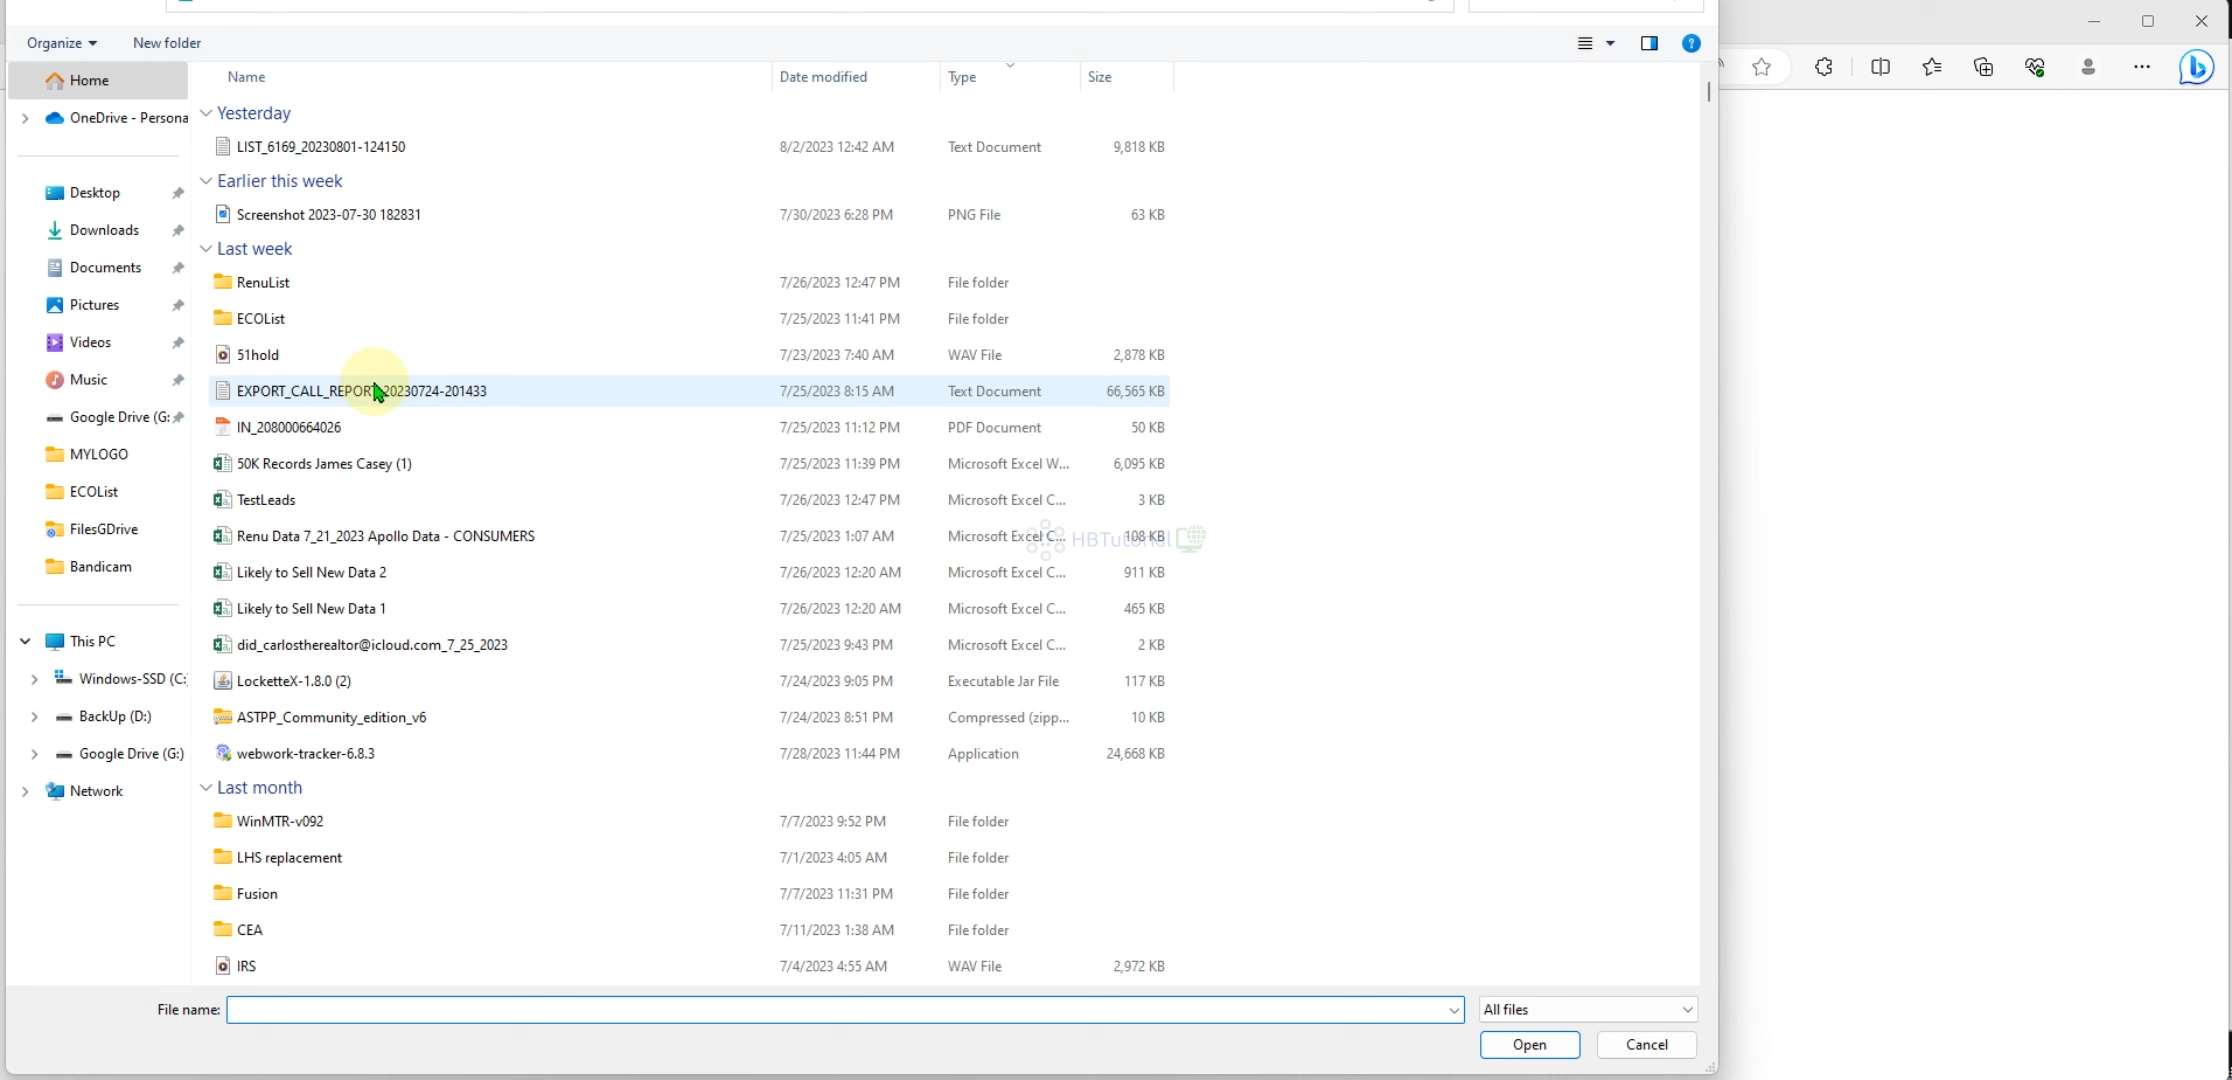 Organize New folder
?
Home
OneDrive - Persona
Desktop
Downloads
Documents
Pictures
Videos
Music
Google Drive (G:
MYLOGO
ECOList
FilesGDrive
Bandicam
This PC
Windows-SSD (C:
BackUp (D:)
Google Drive (G:)
Network
Name Date modified Type Size
Yesterday
LIST_6169_20230801-124150 8/2/2023 12:42 AM Text Document 9,818 KB
Earlier this week
Screenshot 2023-07-30 182831 7/30/2023 6:28 PM PNG File 63 KB
Last week
RenuList 7/26/2023 12:47 PM File folder
ECOList 7/25/2023 11:41 PM File folder
51hold 7/23/2023 7:40 AM WAV File 2,878 KB
EXPORT_CALL_REPORT_20230724-201433 7/25/2023 8:15 AM Text Document 66,565 KB
IN_208000664026 7/25/2023 11:12 PM PDF Document 50 KB
50K Records James Casey (1) 7/25/2023 11:39 PM Microsoft Excel W... 6,095 KB
TestLeads 7/26/2023 12:47 PM Microsoft Excel C... 3 KB
Renu Data 7_21_2023 Apollo Data - CONSUMERS 7/25/2023 1:07 AM Microsoft Excel C... 108 KB
HBTutorial
Likely to Sell New Data 2 7/26/2023 12:20 AM Microsoft Excel C... 911 KB
Likely to Sell New Data 1 7/26/2023 12:20 AM Microsoft Excel C... 465 KB
did_carlostherealtor@icloud.com_7_25_2023 7/25/2023 9:43 PM Microsoft Excel C... 2 KB
LocketteX-1.8.0 (2) 7/24/2023 9:05 PM Executable Jar File 117 KB
ASTPP_Community_edition_v6 7/24/2023 8:51 PM Compressed (zipp... 10 KB
webwork-tracker-6.8.3 7/28/2023 11:44 PM Application 24,668 KB
Last month
WinMTR-v092 7/7/2023 9:52 PM File folder
LHS replacement 7/1/2023 4:05 AM File folder
Fusion 7/7/2023 11:31 PM File folder
CEA 7/11/2023 1:38 AM File folder
IRS 7/4/2023 4:55 AM WAV File 2,972 KB
File name: All files
Open Cancel